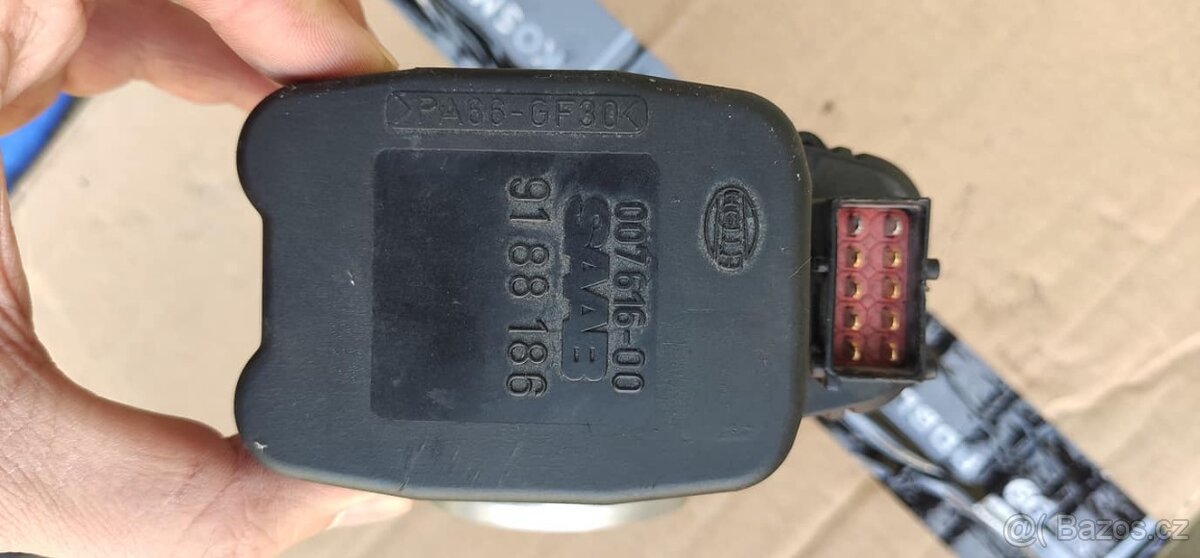 >PA66-GF30<
HELLA
007616-00
SAAB
91 88 186
@( Bazos.cz